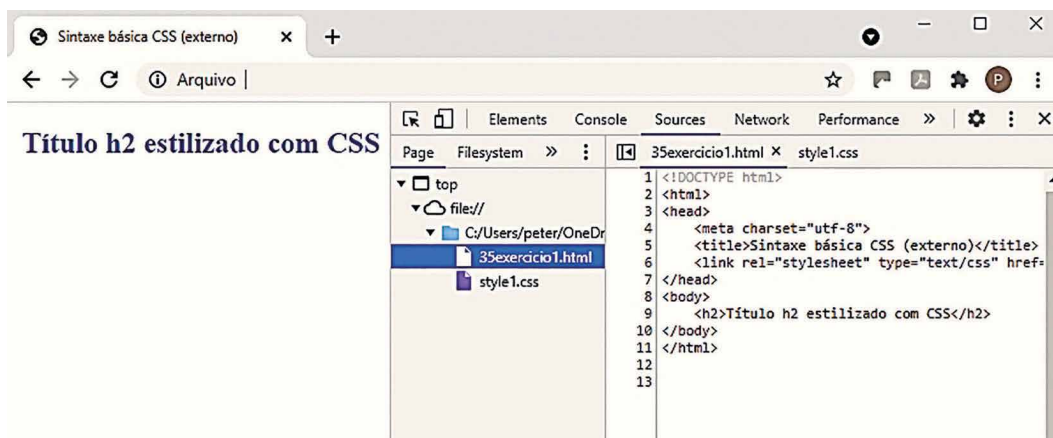 Sintaxe básica CSS (externo) × +
Arquivo
P
Título h2 estilizado com CSS
Elements Console Sources Network Performance »
Page Filesystem »
35exercicio1.html × style1.css
top
file://
C:/Users/peter/OneDr
35exercicio1.html
style1.css
1 <!DOCTYPE html>
2 <html>
3 <head>
4 <meta charset="utf-8">
5 <title>Sintaxe básica CSS (externo)</title>
6 <link rel="stylesheet" type="text/css" href=
7 </head>
8 <body>
9 <h2>Título h2 estilizado com CSS</h2>
10 </body>
11 </html>
12
13